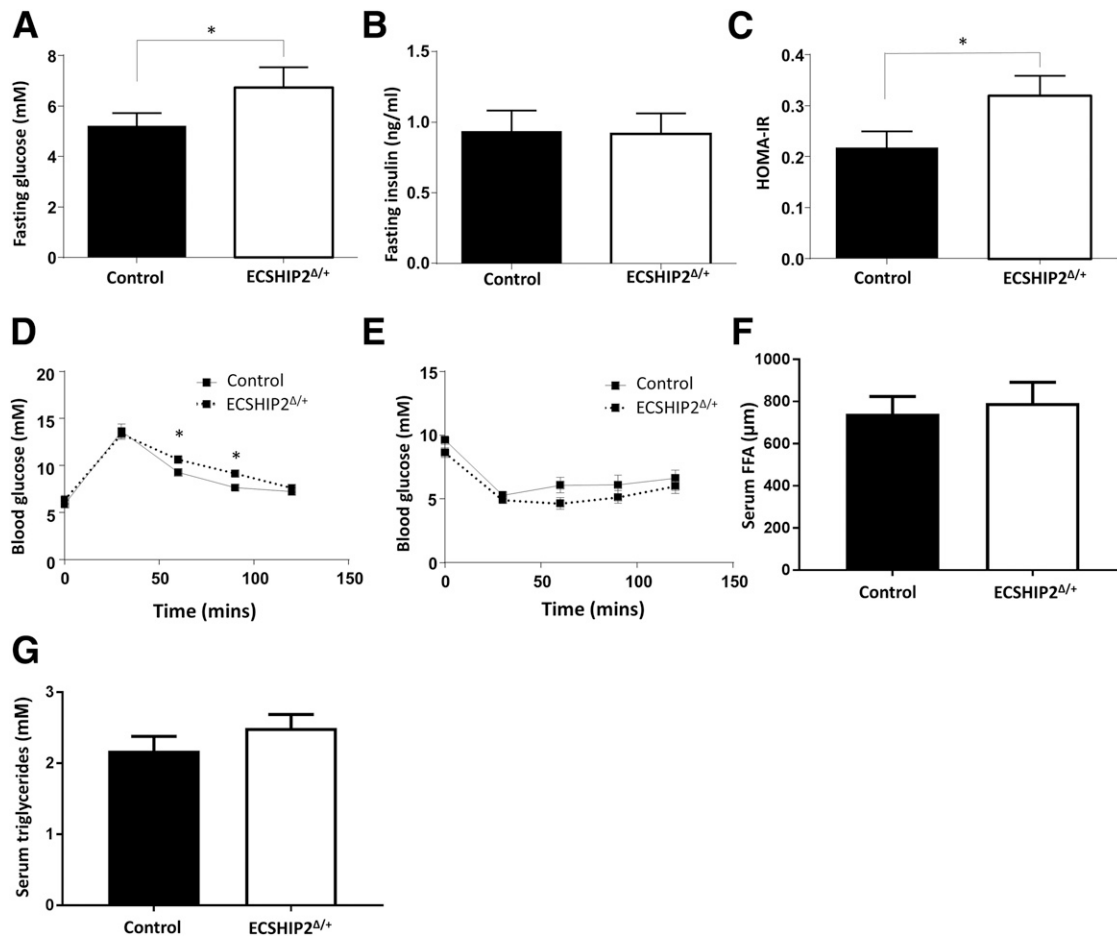 A
*
Fasting glucose (mM)
8
6
4
2
0
Control
ECSHIP2Δ/+
B
Fasting insulin (ng/ml)
1.5
1.0
0.5
0.0
Control
ECSHIP2Δ/+
C
*
HOMA-IR
0.4
0.3
0.2
0.1
0.0
Control
ECSHIP2Δ/+
D
Blood glucose (mM)
20
15
10
5
0
Control
ECSHIP2Δ/+
*
*
0
50
100
150
Time (mins)
E
Blood glucose (mM)
15
10
5
0
Control
ECSHIP2Δ/+
0
50
100
150
Time (mins)
F
Serum FFA (µm)
1000
800
600
400
200
0
Control
ECSHIP2Δ/+
G
Serum triglycerides (mM)
3
2
1
0
Control
ECSHIP2Δ/+